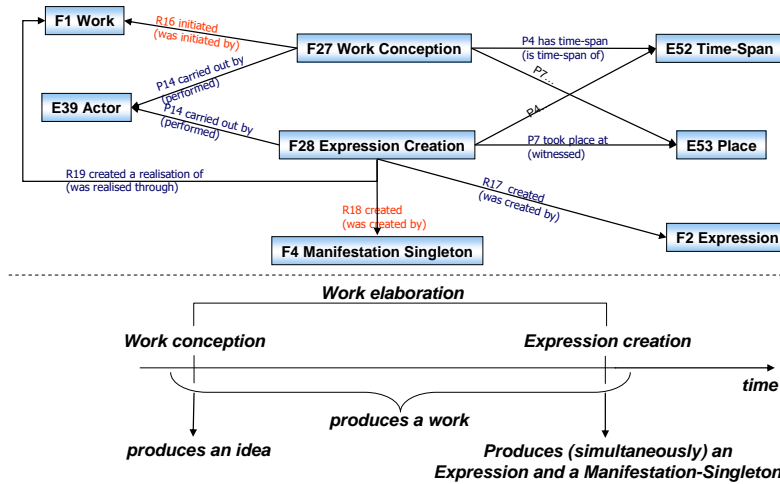 F1 Work
R16 initiated
(was initiated by)
F27 Work Conception
P4 has time-span
(is time-span of)
E52 Time-Span
P14 carried out by
(performed)
P7...
E39 Actor
P14 carried out by
(performed)
P4
F28 Expression Creation
P7 took place at
(witnessed)
E53 Place
R19 created a realisation of
(was realised through)
R17 created
(was created by)
R18 created
(was created by)
F2 Expression
F4 Manifestation Singleton
Work elaboration
Work conception
Expression creation
time
produces a work
produces an idea
Produces (simultaneously) an
Expression and a Manifestation-Singleton